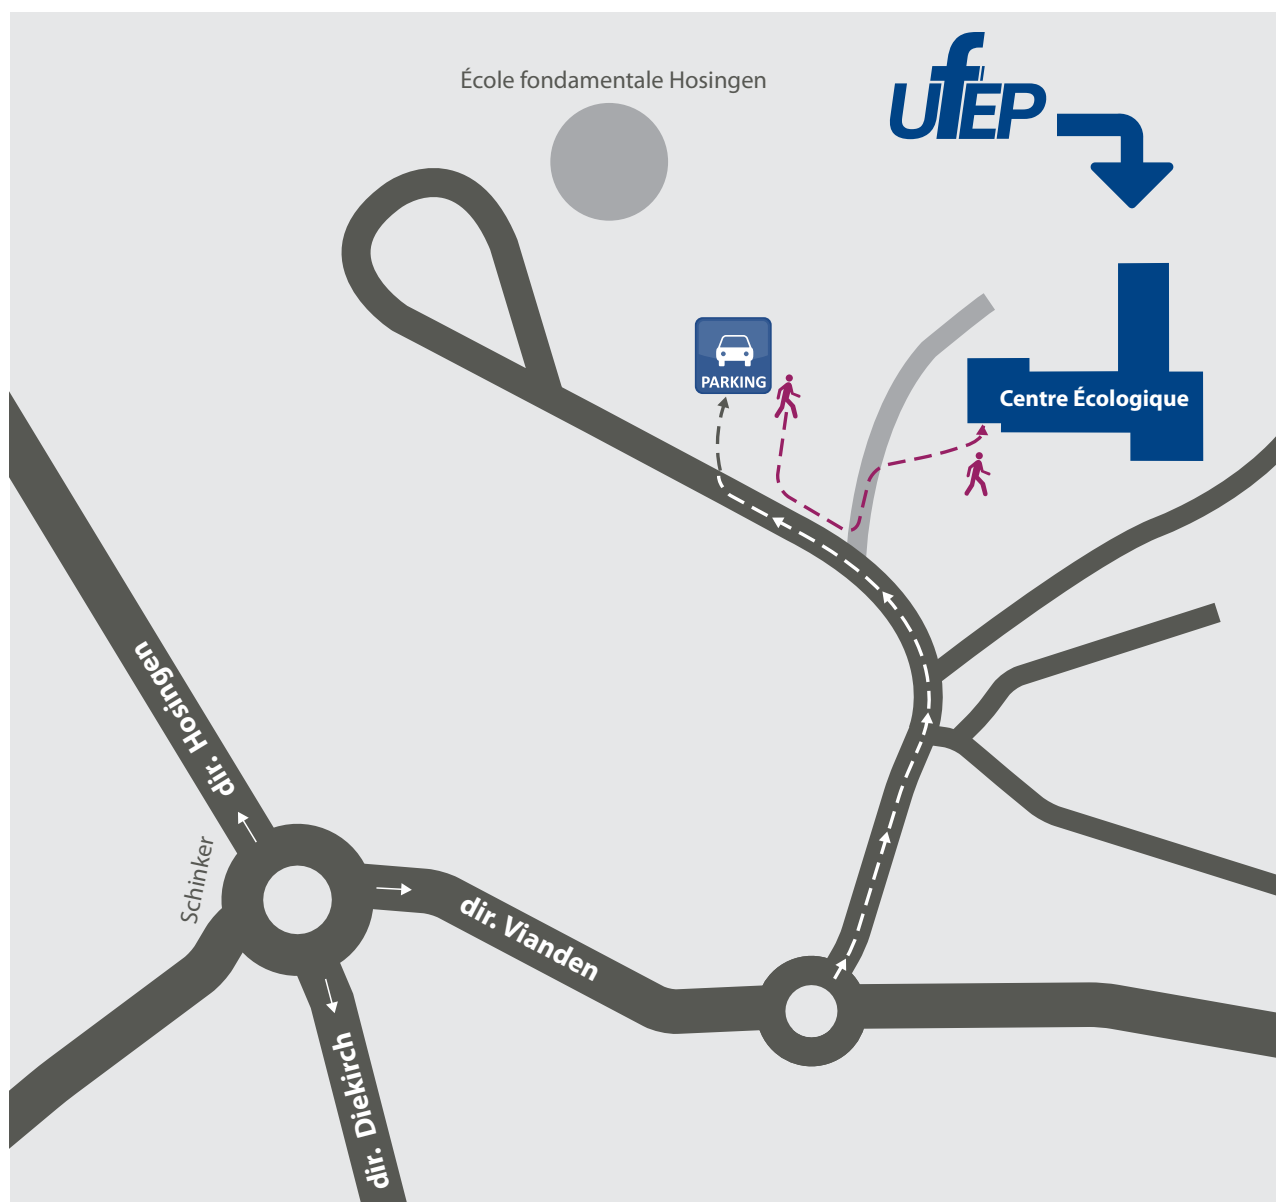 École fondamentale Hosingen
UfEP
PARKING
Centre Écologique
dir. Hosingen
Schinker
dir. Vianden
dir. Diekirch